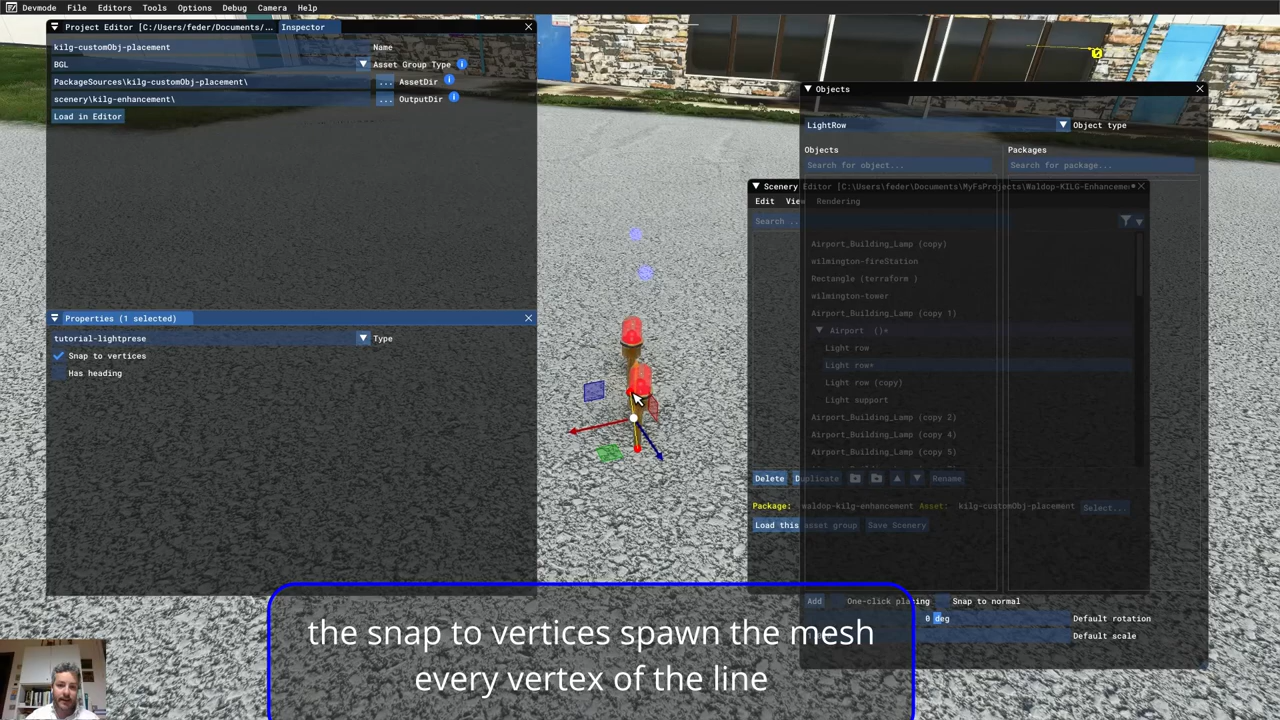 Devmode File Editors Tools Options Debug Camera Help
Project Editor [C:/Users/feder/Documents/... Inspector
kilg-customObj-placement Name
BGL Asset Group Type
PackageSources\kilg-customObj-placement\ ... AssetDir
scenery\kilg-enhancement\ ... OutputDir
Load in Editor
Properties (1 selected)
tutorial-lightprese Type
Snap to vertices
Has heading
Objects
LightRow Object type
Objects Packages
Search for object... Search for package...
Scenery Editor [C:\Users\feder\Documents\MyFsProjects\Waldop-KILG-Enhancemen
Edit View Rendering
Search ..
Airport_Building_Lamp (copy)
wilmington-fireStation
Rectangle (terraform )
wilmington-tower
Airport_Building_Lamp (copy 1)
Airport ()*
Light row
Light row*
Light row (copy)
Light support
Airport_Building_Lamp (copy 2)
Airport_Building_Lamp (copy 4)
Airport_Building_Lamp (copy 5)
Delete Duplicate Rename
Package: waldop-kilg-enhancement Asset: kilg-customObj-placement Select...
Load this asset group Save Scenery
Add One-click placing Snap to normal
0 deg Default rotation
Default scale
the snap to vertices spawn the mesh
every vertex of the line